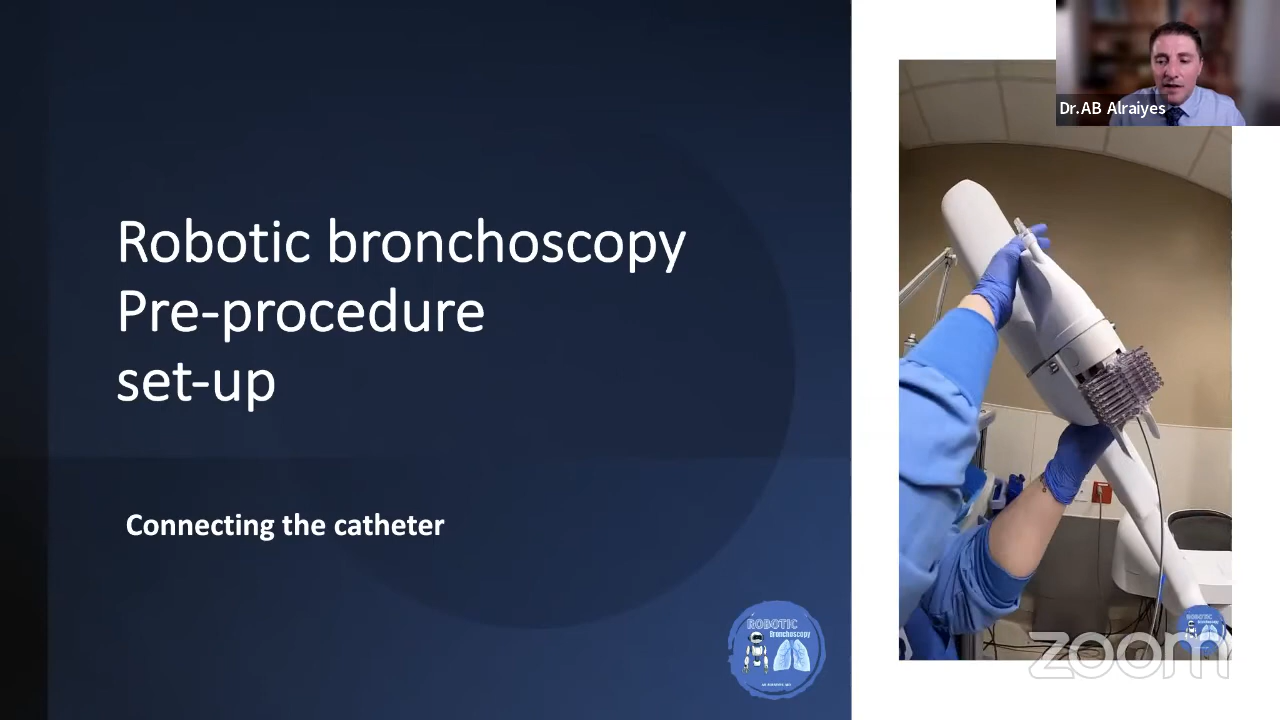 Robotic bronchoscopy
Pre-procedure
set-up
Connecting the catheter
Dr.AB Alraiyes
ROBOTIC
Bronchoscopy
zoom